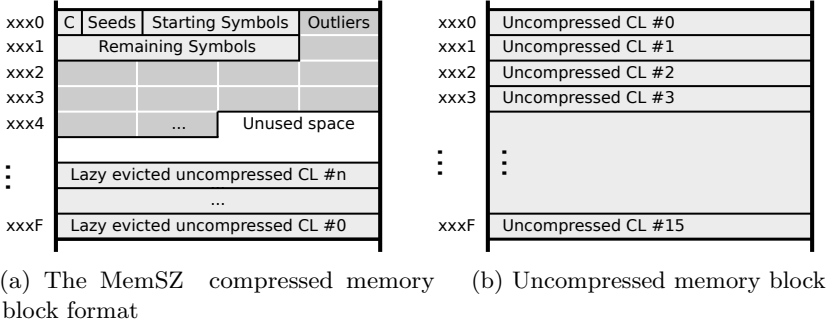 xxx0 C Seeds Starting Symbols Outliers
xxx1 Remaining Symbols
xxx2
xxx3
xxx4 ... Unused space
⋮
Lazy evicted uncompressed CL #n
...
xxxF Lazy evicted uncompressed CL #0
(a) The MemSZ compressed memory
block format
xxx0 Uncompressed CL #0
xxx1 Uncompressed CL #1
xxx2 Uncompressed CL #2
xxx3 Uncompressed CL #3
⋮ ⋮
xxxF Uncompressed CL #15
(b) Uncompressed memory block